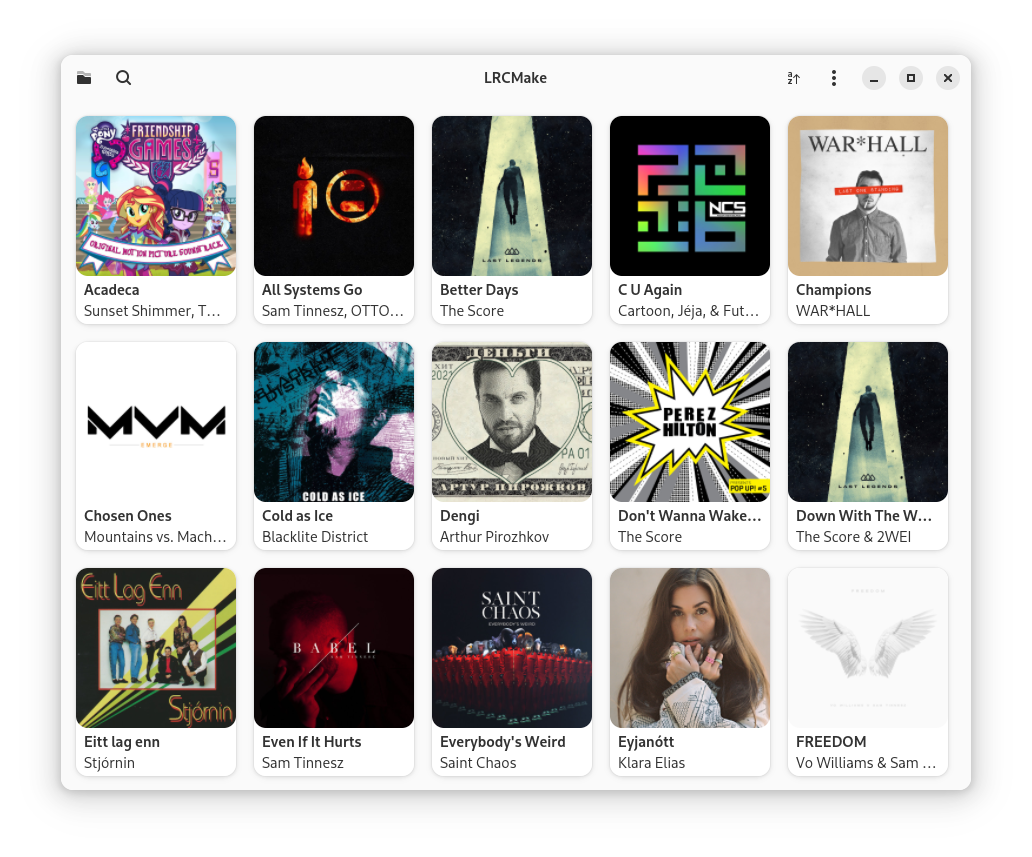 LRCMake
FRIENDSHIP
GAMES
ORIGINAL MOTION PICTURE SOUNDTRACK
LAST LEGENDS
NCS
WAR*HALL
LAST ONE STANDING
Acadeca
All Systems Go
Better Days
C U Again
Champions
Sunset Shimmer, T…
Sam Tinnesz, OTTO…
The Score
Cartoon, Jéja, & Fut…
WAR*HALL
MVM
EMERGE
COLD AS ICE
ДЕНЬГИ
ХИТ
2021
АРТУР ПИРОЖКОВ
PEREZ
HILTON
POP UP! #5
LAST LEGENDS
Chosen Ones
Cold as Ice
Dengi
Don't Wanna Wake…
Down With The W…
Mountains vs. Mach…
Blacklite District
Arthur Pirozhkov
The Score
The Score & 2WEI
Eitt Lag Enn
Stjórnin
BABEL
SAM TINNESZ
SAINT
CHAOS
EVERYBODY'S WEIRD
FREEDOM
Eitt lag enn
Even If It Hurts
Everybody's Weird
Eyjanótt
FREEDOM
Stjórnin
Sam Tinnesz
Saint Chaos
Klara Elias
Vo Williams & Sam …